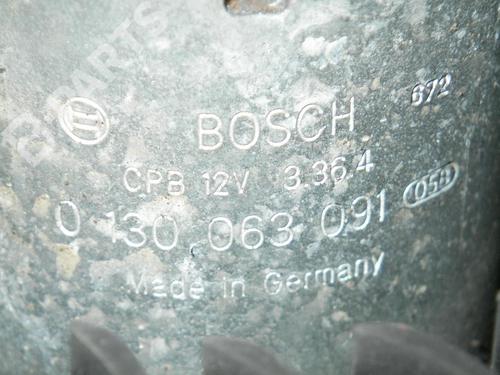 672
BOSCH
CPB 12V 3.36.4
0 130 063 091 058
Made in Germany